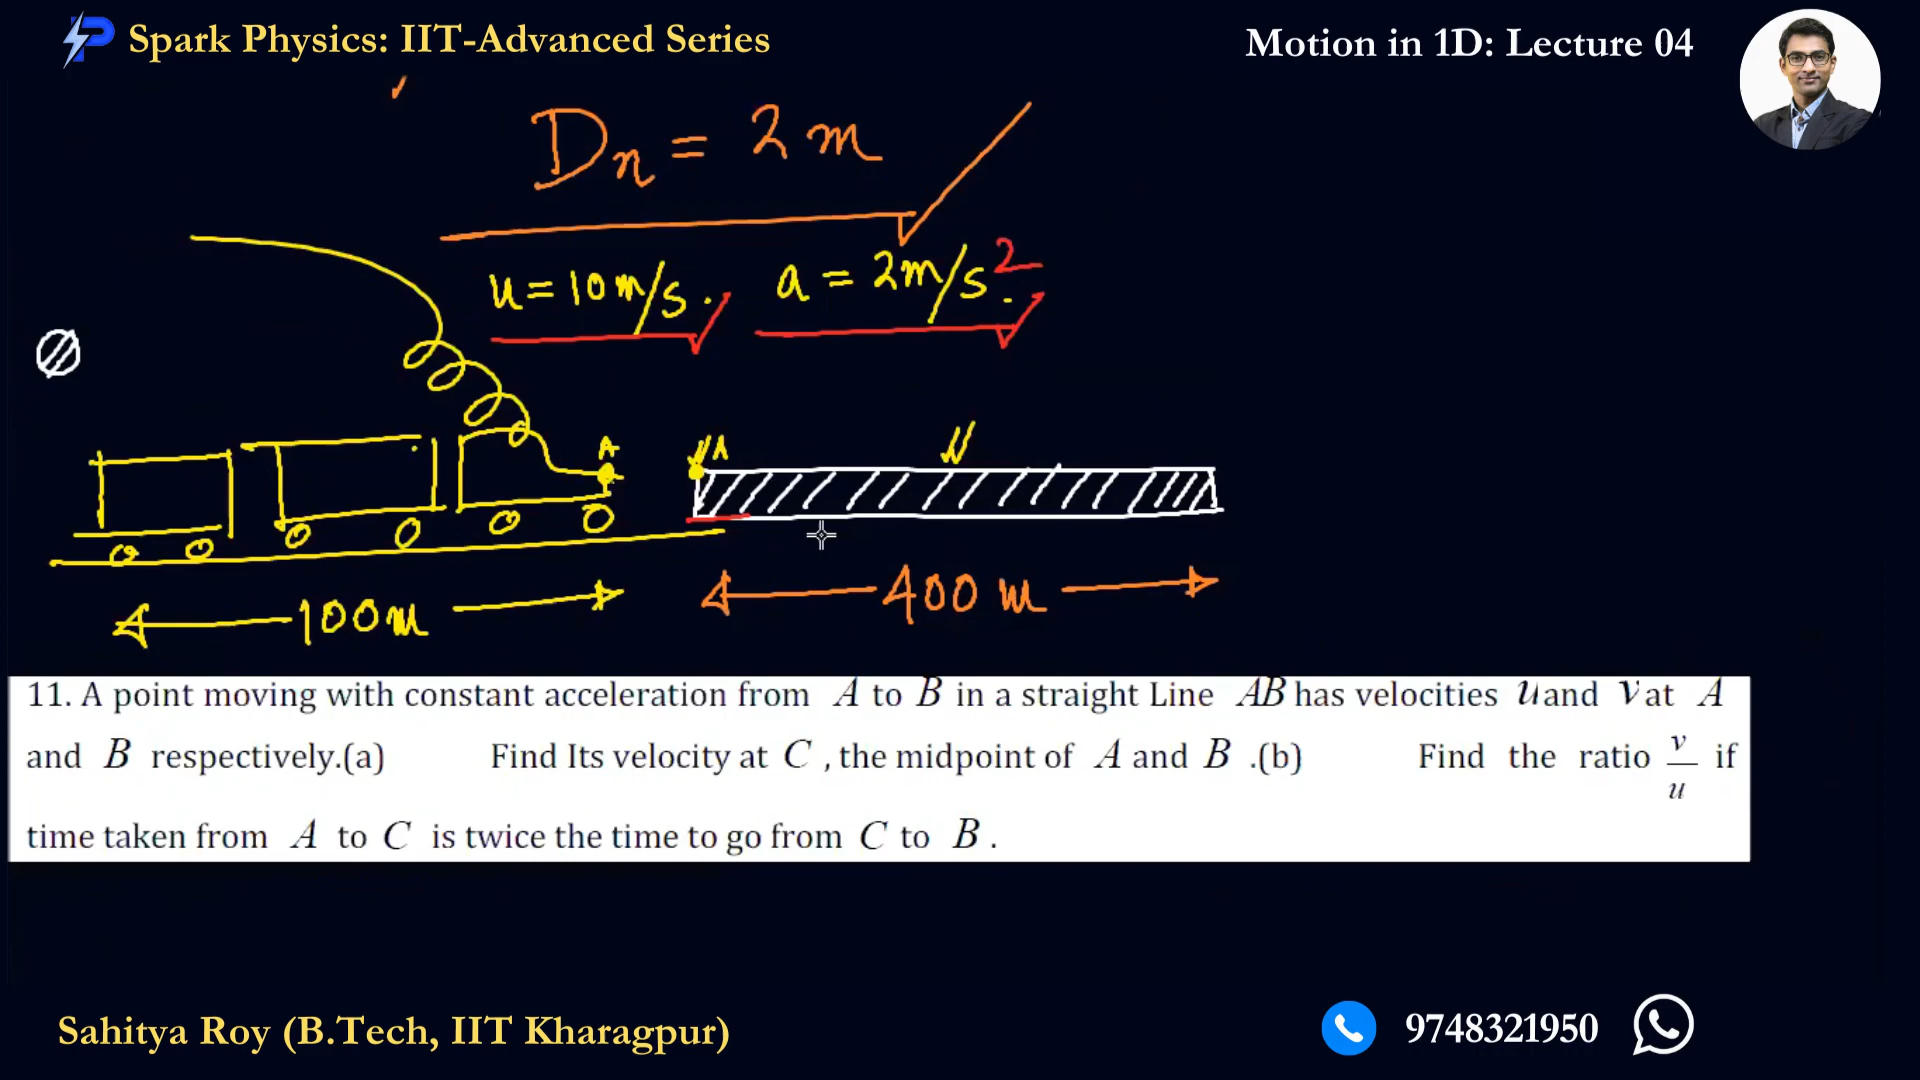 Spark Physics: IIT-Advanced Series
Motion in 1D: Lecture 04
Dn = 2 m
u = 10 m/s. a = 2 m/s².
A
A
100 m
400 m
11. A point moving with constant acceleration from A to B in a straight Line AB has velocities u and v at A
and B respectively.(a) Find Its velocity at C , the midpoint of A and B .(b) Find the ratio v/u if
time taken from A to C is twice the time to go from C to B .
Sahitya Roy (B.Tech, IIT Kharagpur)
9748321950